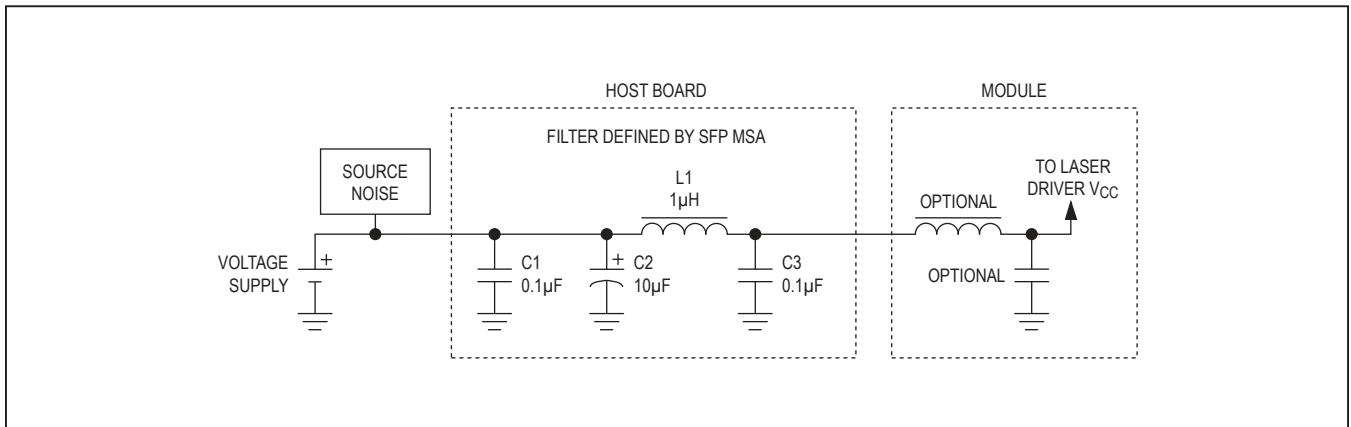 HOST BOARD
MODULE
FILTER DEFINED BY SFP MSA
SOURCE
NOISE
L1
1µH
OPTIONAL
TO LASER
DRIVER VCC
VOLTAGE
SUPPLY
+
C1
0.1µF
+
C2
10µF
C3
0.1µF
OPTIONAL